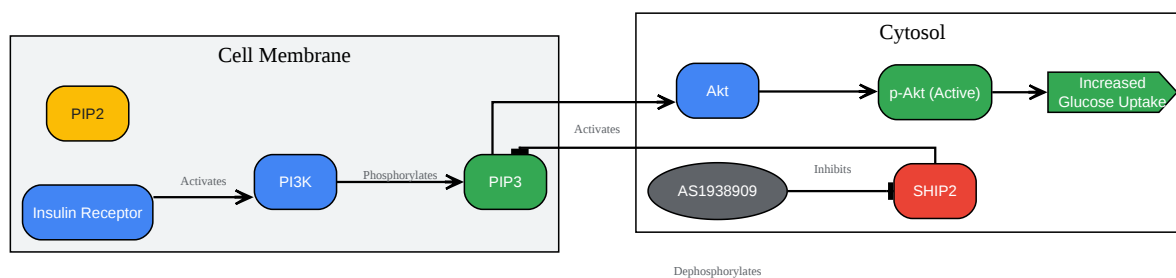 Cell Membrane
PIP2
Insulin Receptor
Activates
PI3K
Phosphorylates
PIP3
Activates
Cytosol
Akt
p-Akt (Active)
Increased
Glucose Uptake
AS1938909
Inhibits
SHIP2
Dephosphorylates